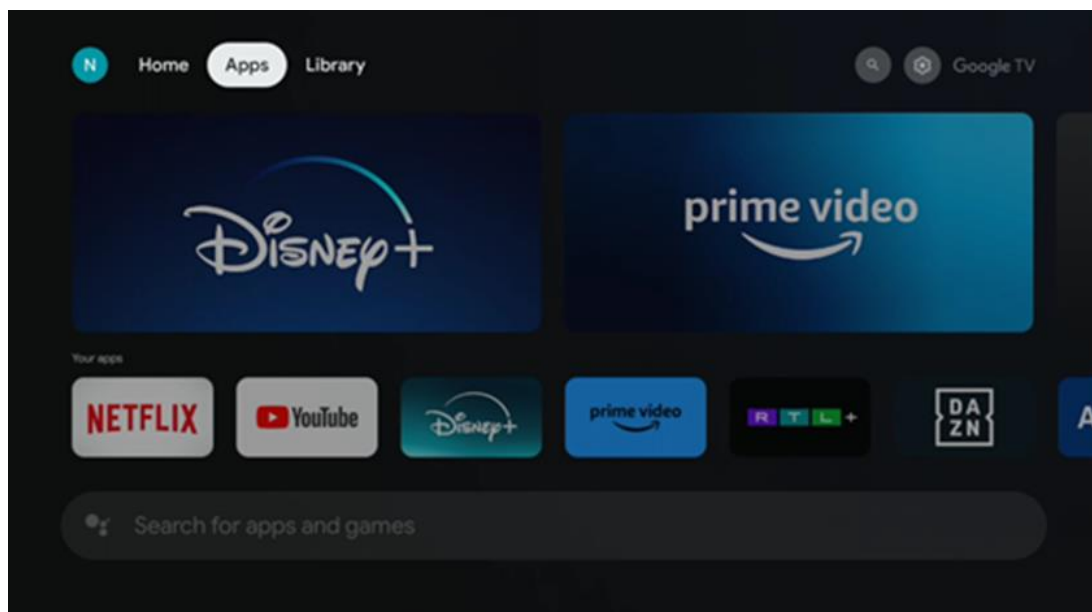 N Home Apps Library Google TV
Disney+
prime video
Your apps
NETFLIX YouTube Disney+ prime video RTL+ DAZN A
Search for apps and games